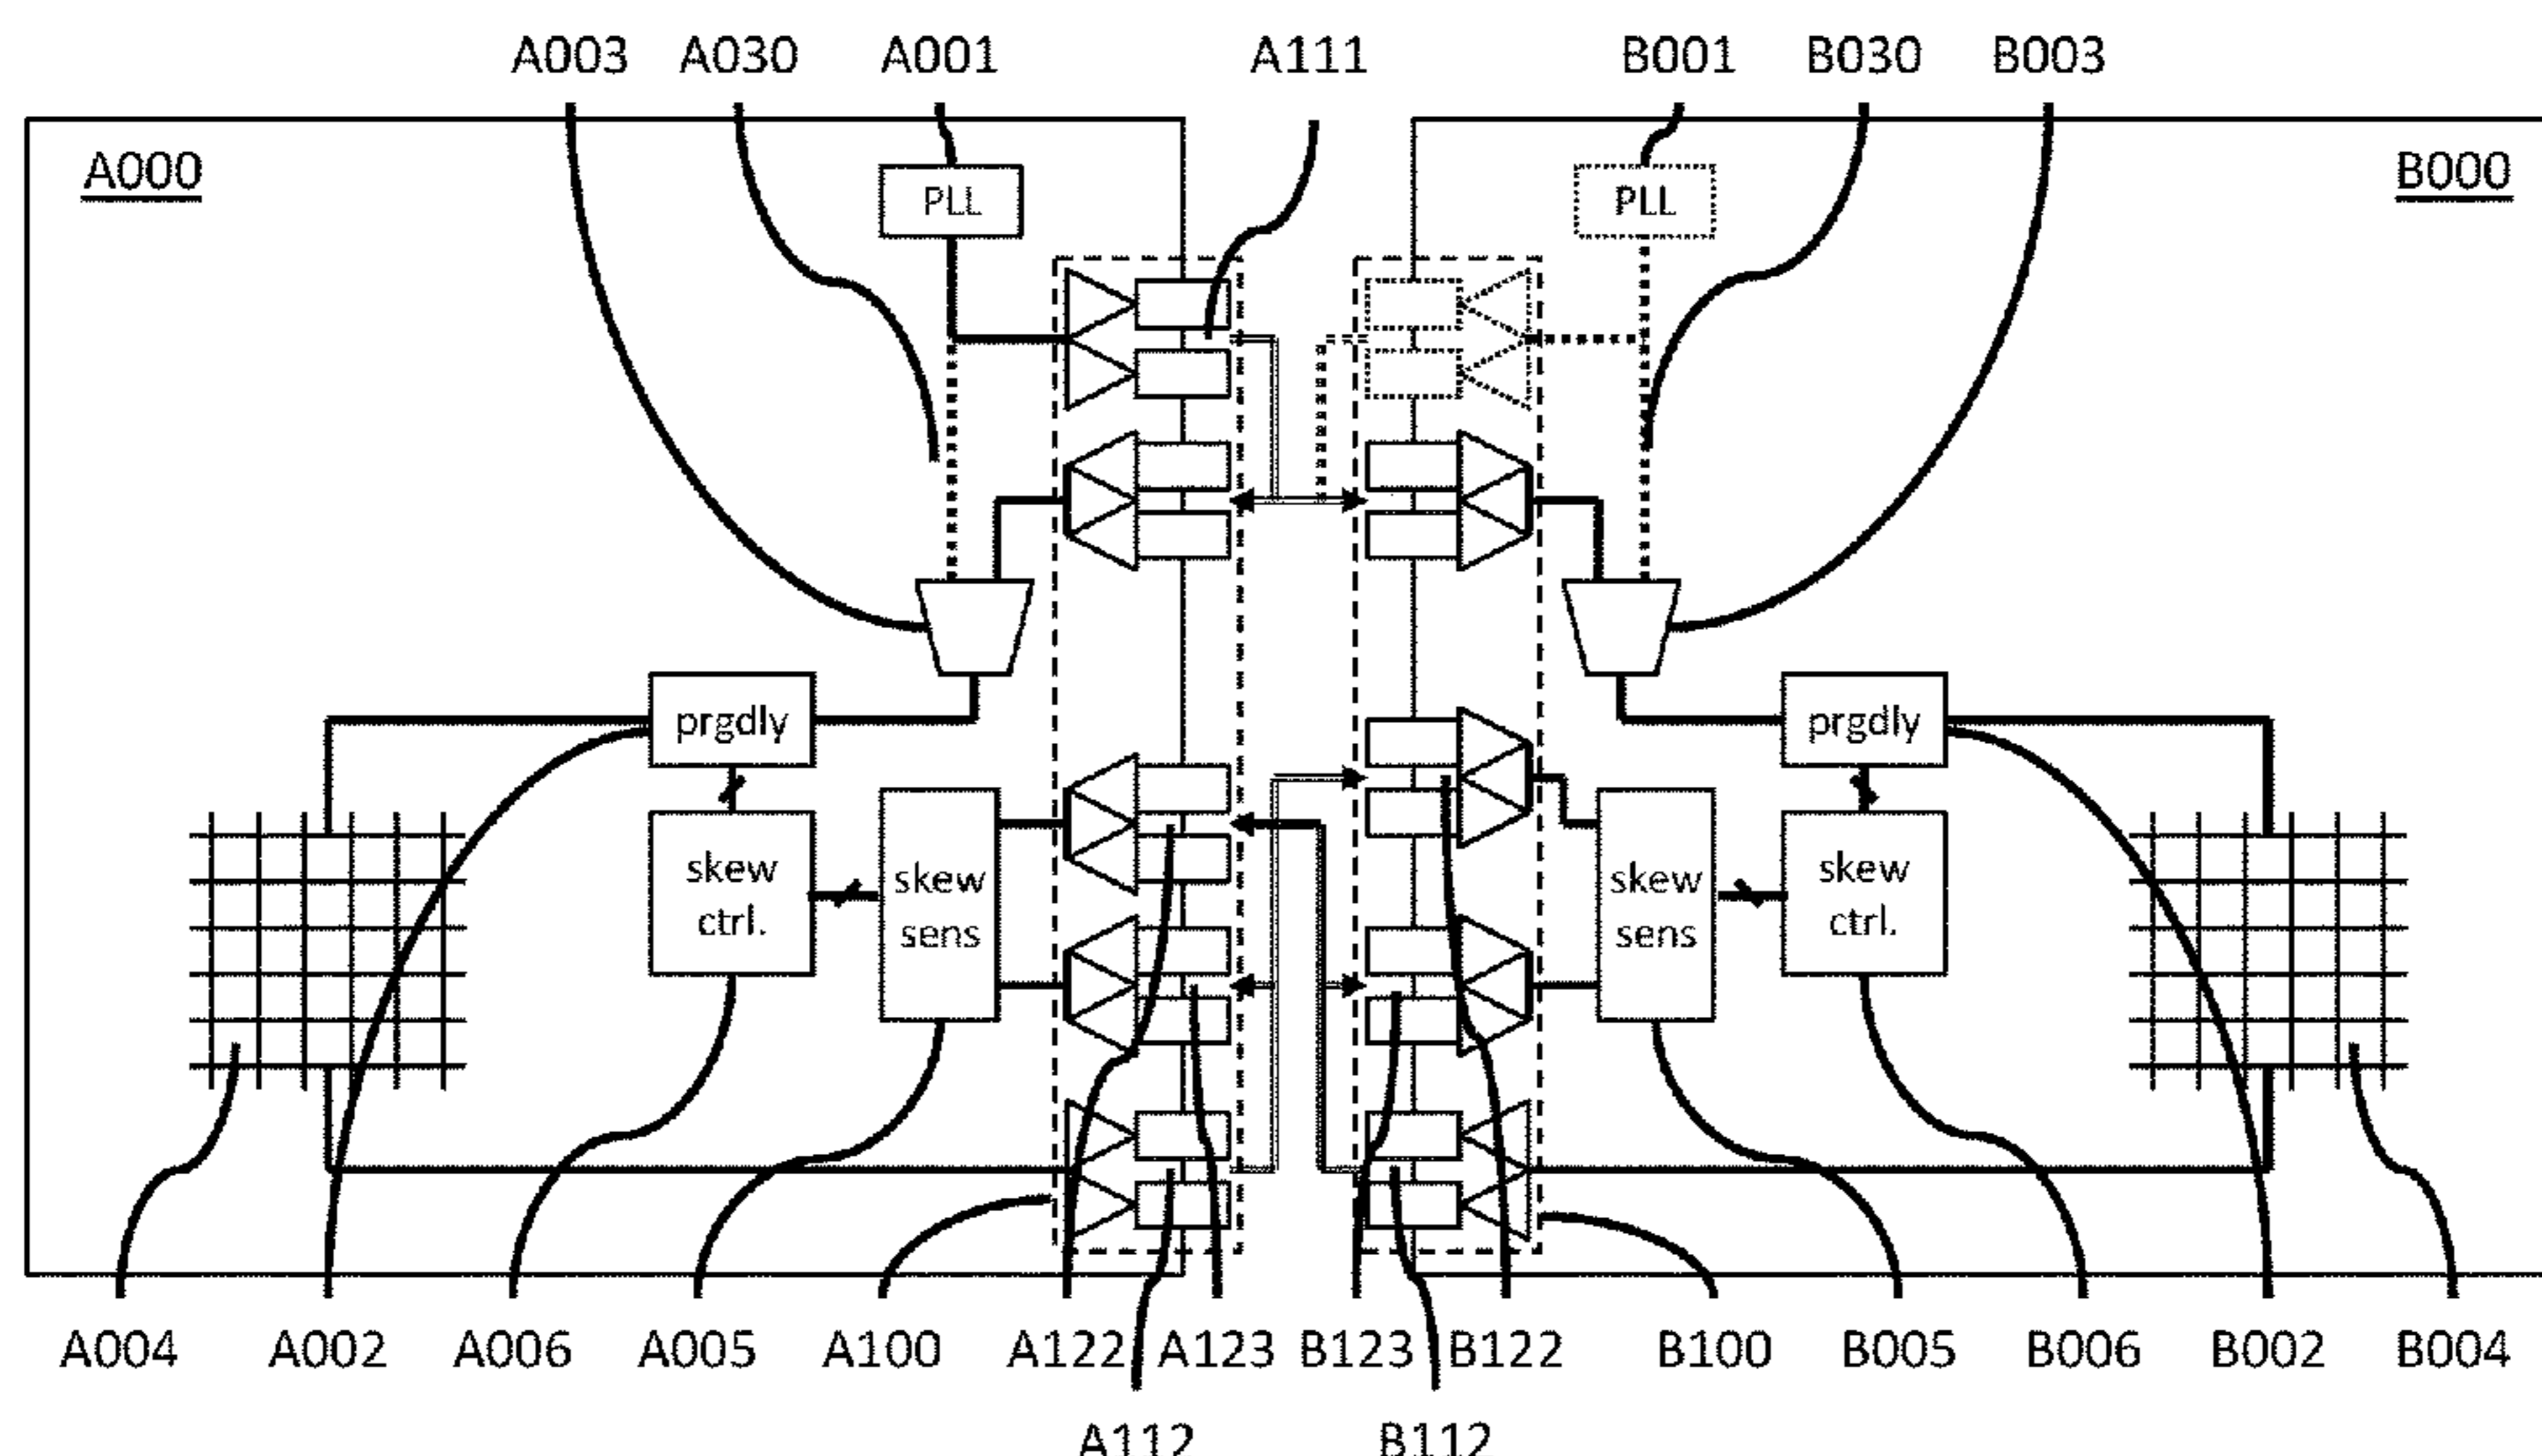 A003 A030 A001 A111 B001 B030 B003
A000 B000
PLL PLL
prgdly prgdly
skew
ctrl.
skew
sens
skew
sens
skew
ctrl.
A004 A002 A006 A005 A100 A122 A123 B123 B122 B100 B005 B006 B002 B004
A112 B112